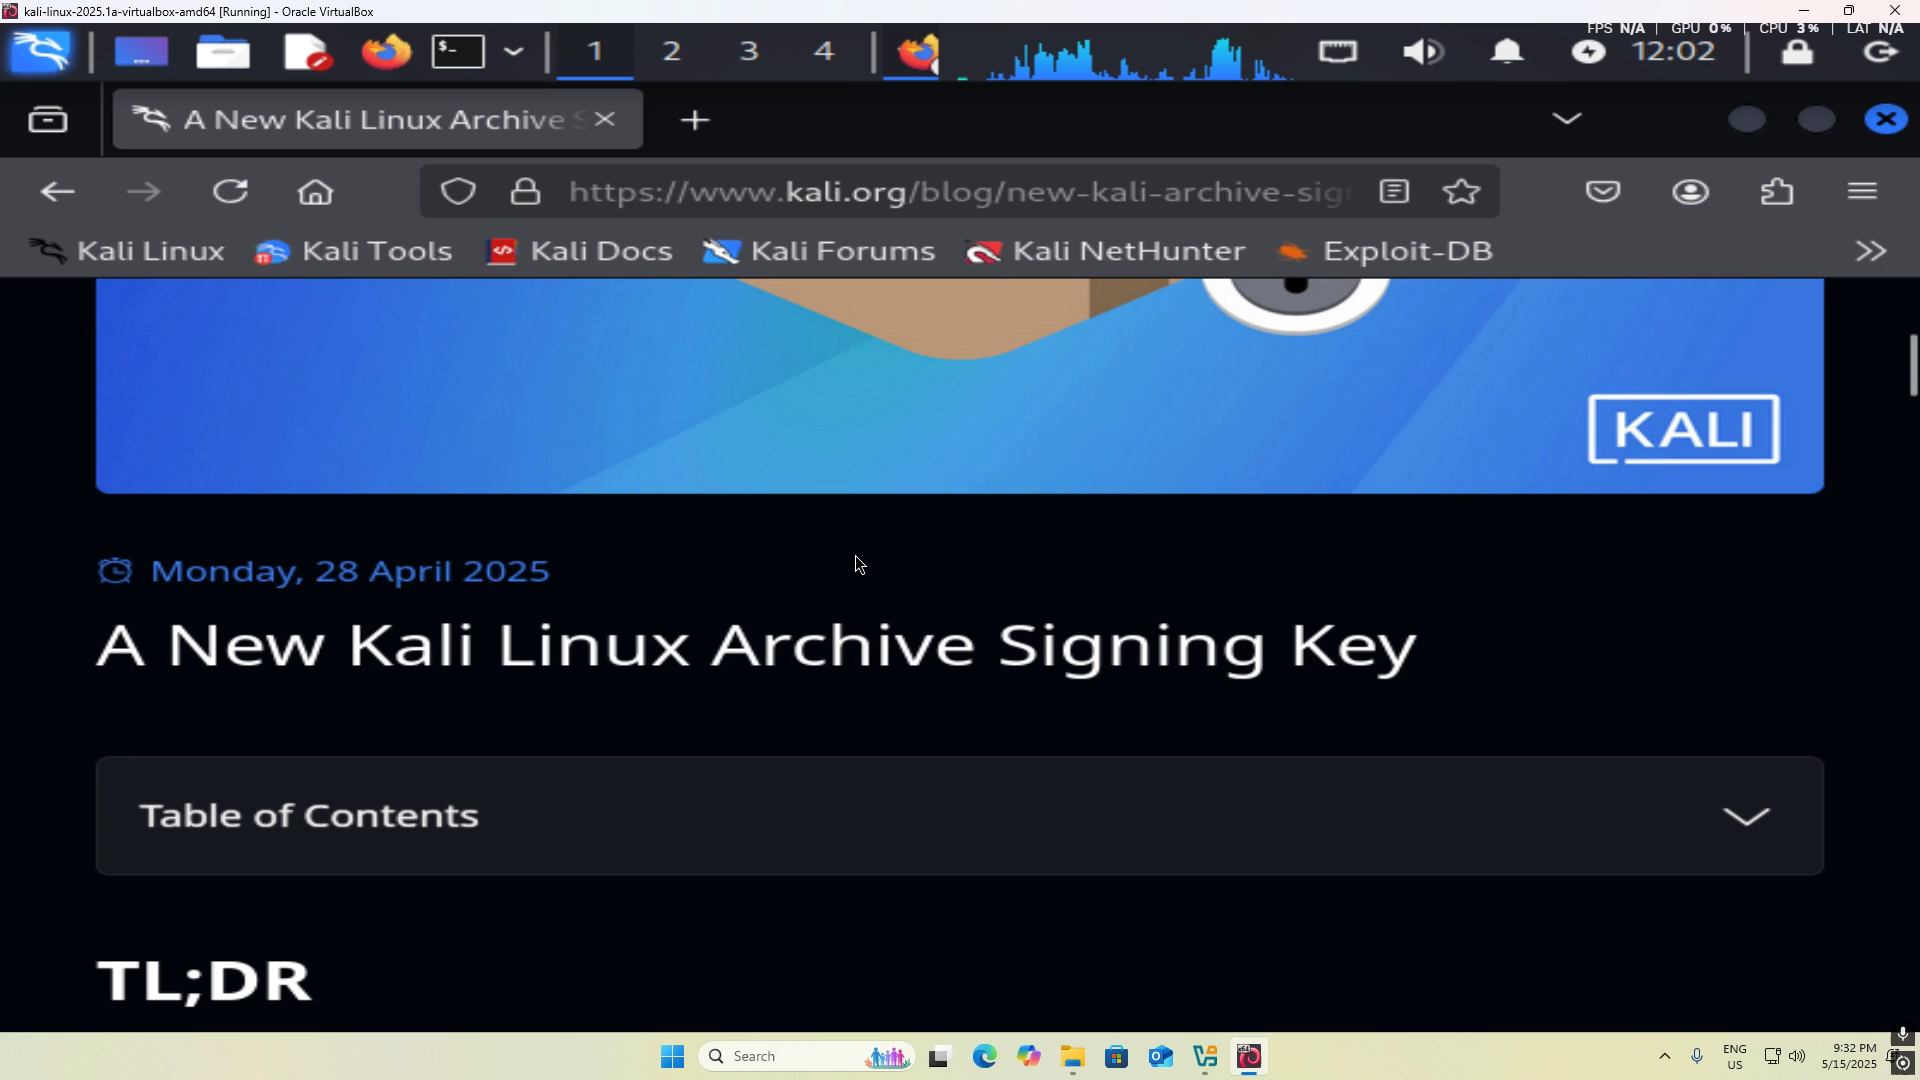 kali-linux-2025.1a-virtualbox-amd64 [Running] - Oracle VirtualBox
FPS N/A | GPU 0% | CPU 3% | LAT N/A
$-
1 2 3 4
12:02
A New Kali Linux Archive S
https://www.kali.org/blog/new-kali-archive-sig
Kali Linux Kali Tools Kali Docs Kali Forums Kali NetHunter Exploit-DB
KALI
Monday, 28 April 2025
A New Kali Linux Archive Signing Key
Table of Contents
TL;DR
Search
ENG
US
9:32 PM
5/15/2025